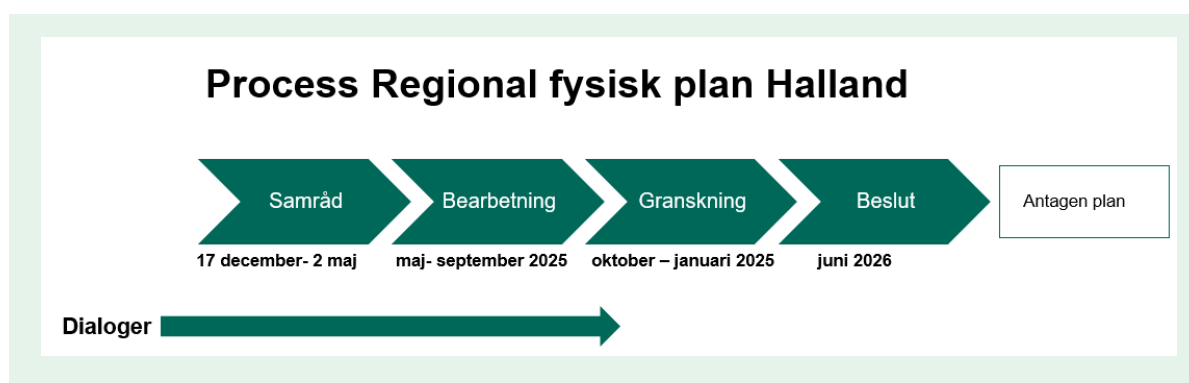 Process Regional fysisk plan Halland
Samråd
Bearbetning
Granskning
Beslut
Antagen plan
17 december- 2 maj
maj- september 2025
oktober – januari 2025
juni 2026
Dialoger